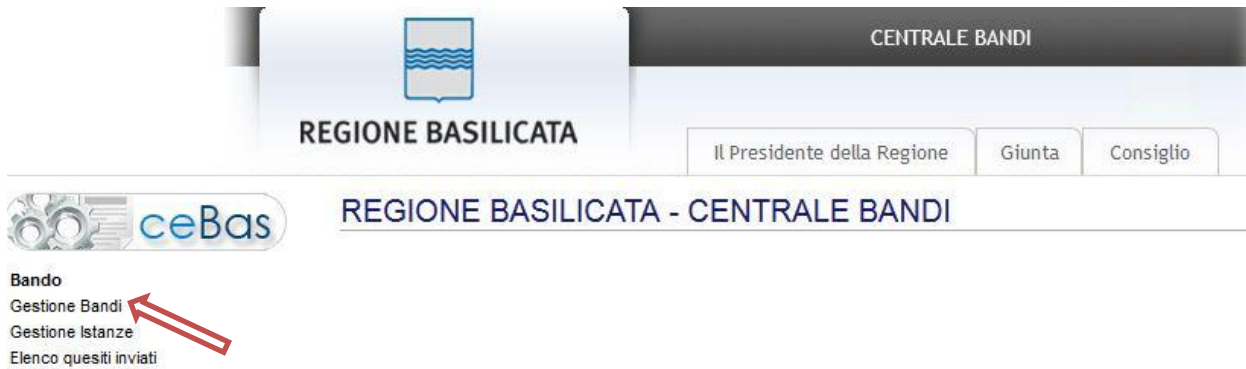 CENTRALE BANDI
REGIONE BASILICATA
Il Presidente della Regione Giunta Consiglio
ceBas
REGIONE BASILICATA - CENTRALE BANDI
Bando
Gestione Bandi
Gestione Istanze
Elenco quesiti inviati